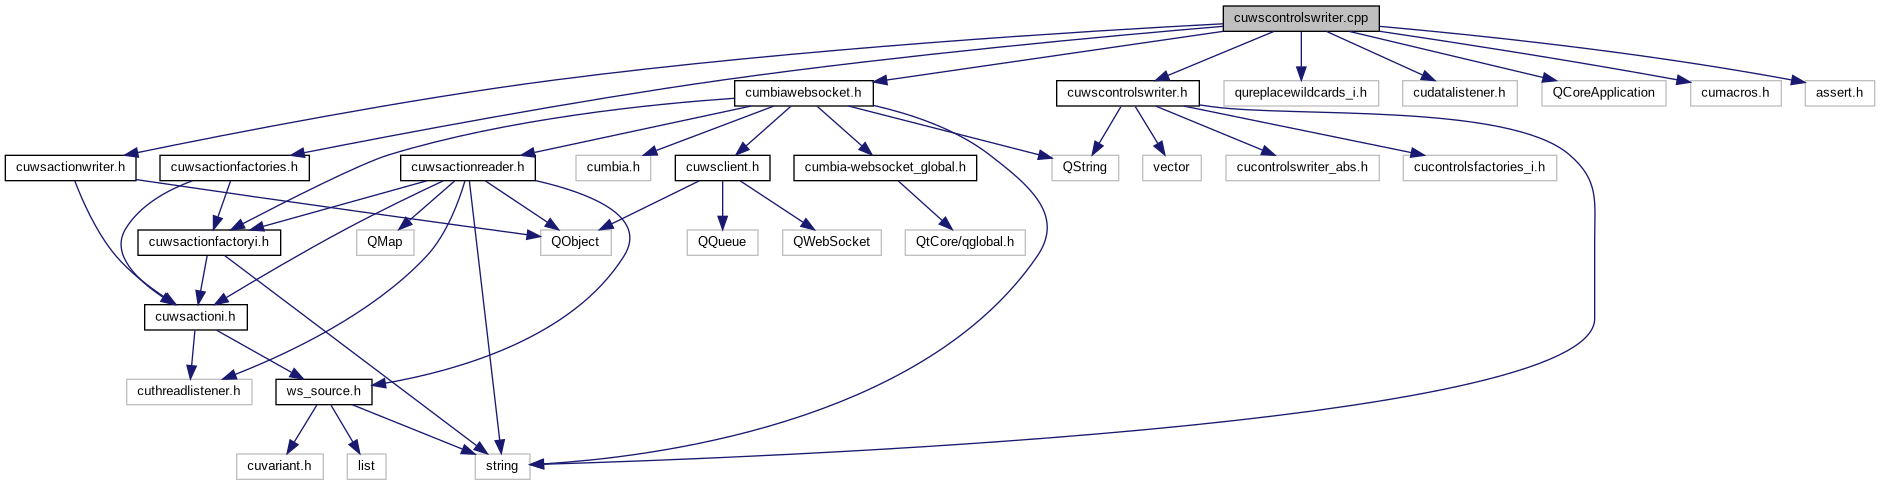 cuwscontrolswriter.cpp
cumbiawebsocket.h
cuwscontrolswriter.h
qureplacewildcards_i.h
cudatalistener.h
QCoreApplication
cumacros.h
assert.h
cuwsactionwriter.h
cuwsactionfactories.h
cuwsactionreader.h
cumbia.h
cuwsclient.h
cumbia-websocket_global.h
QString
vector
cucontrolswriter_abs.h
cucontrolsfactories_i.h
cuwsactionfactoryi.h
QMap
QObject
QQueue
QWebSocket
QtCore/qglobal.h
cuwsactioni.h
cuthreadlistener.h
ws_source.h
cuvariant.h
list
string